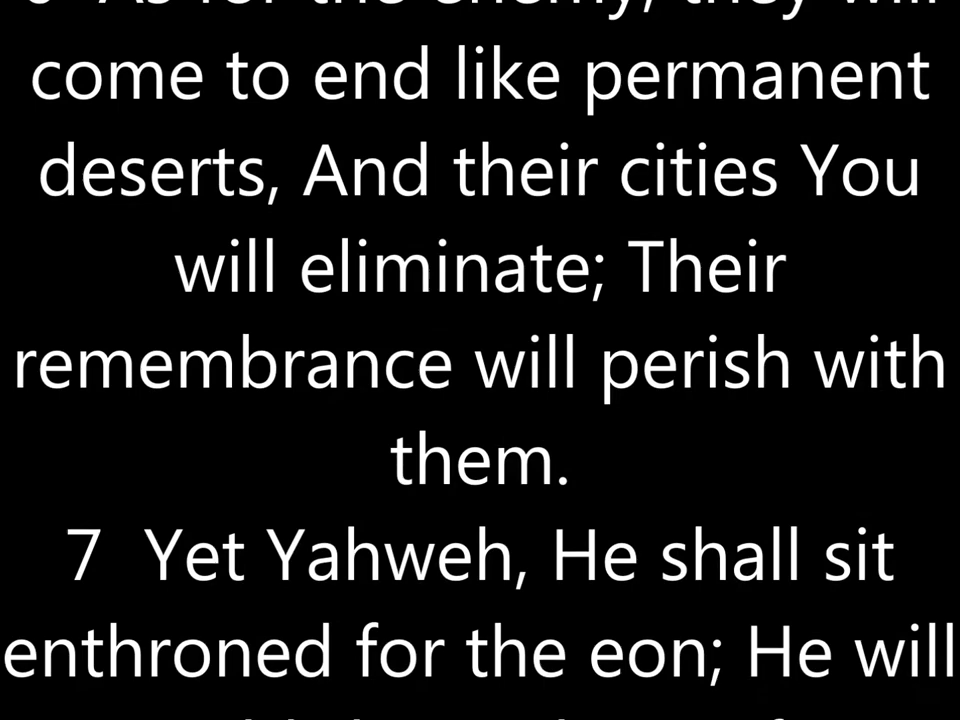 6 As for the enemy, they will
come to end like permanent
deserts, And their cities You
will eliminate; Their
remembrance will perish with
them.
7 Yet Yahweh, He shall sit
enthroned for the eon; He will